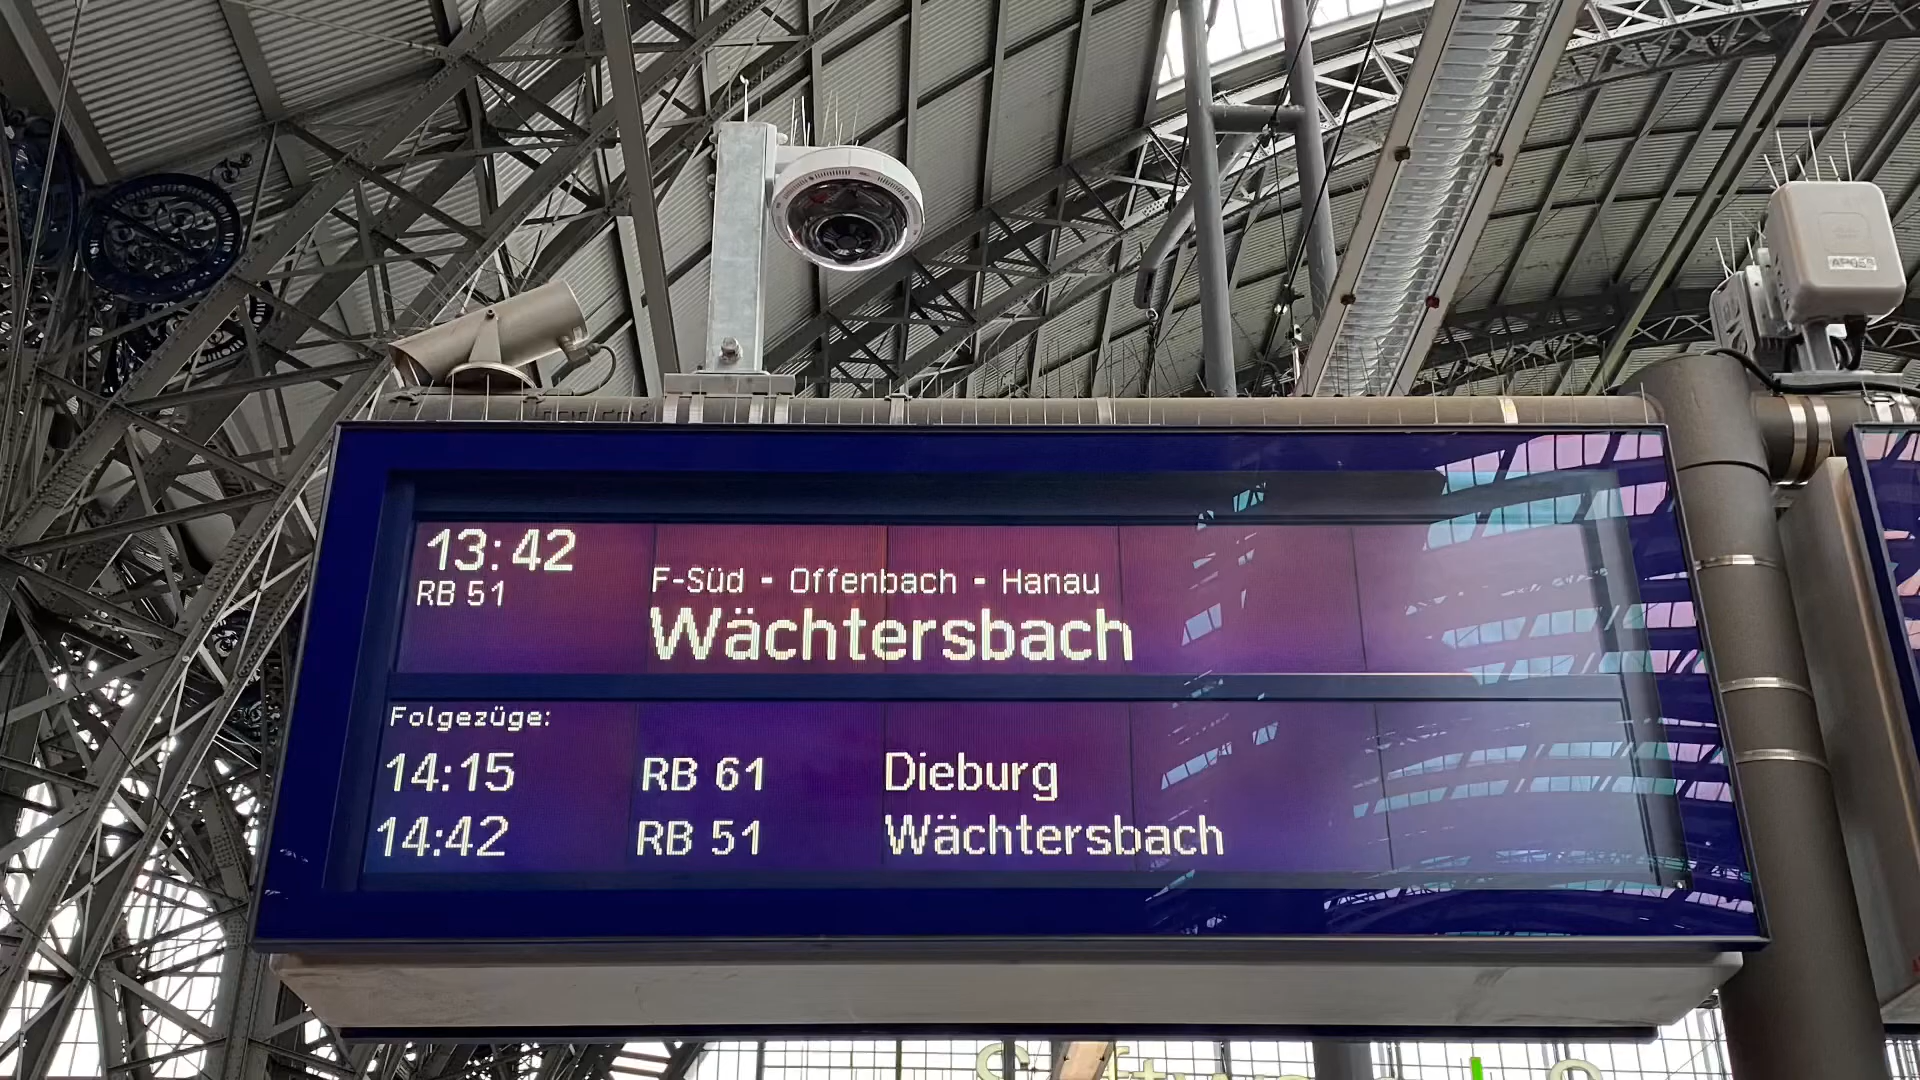 13:42
RB 51
F-Süd - Offenbach - Hanau
Wächtersbach
Folgezüge:
14:15 RB 61 Dieburg
14:42 RB 51 Wächtersbach